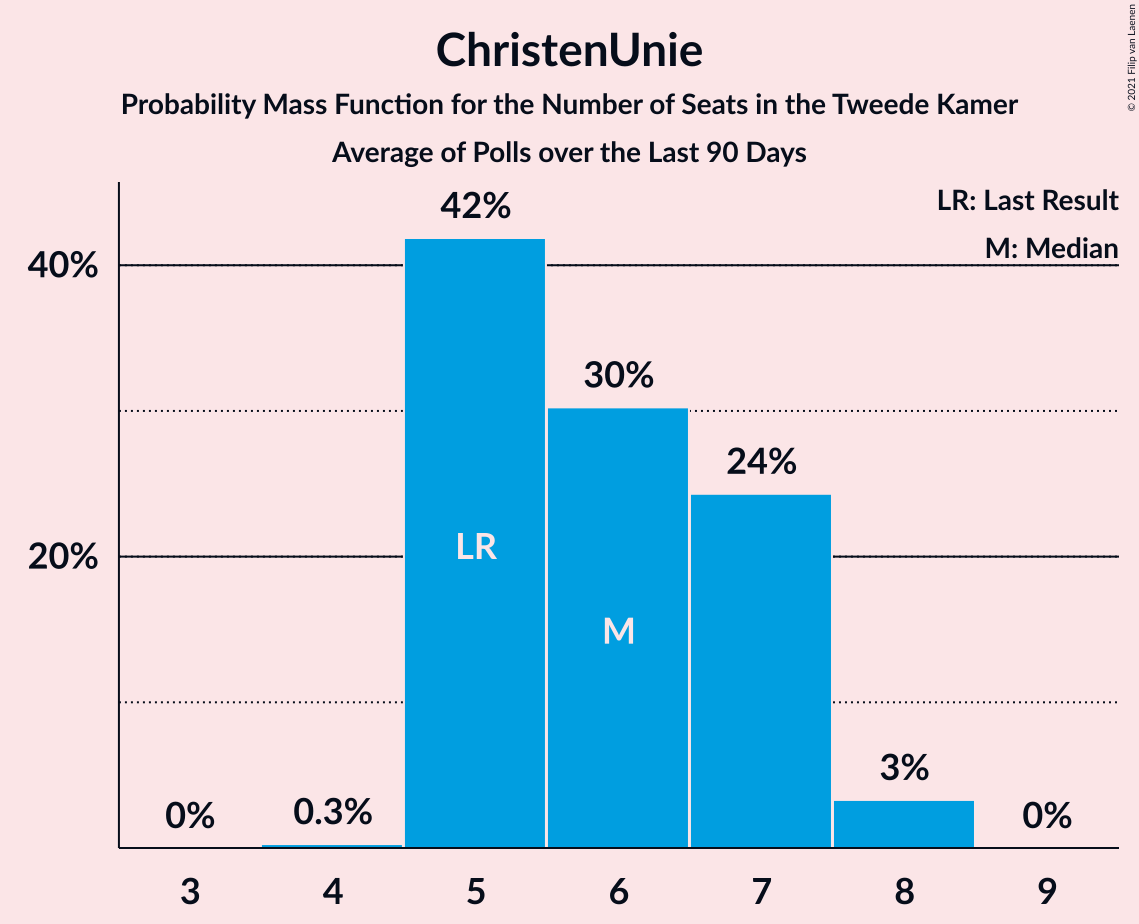 ChristenUnie
Probability Mass Function for the Number of Seats in the Tweede Kamer
Average of Polls over the Last 90 Days
© 2021 Filip van Laenen
LR: Last Result
M: Median
42%
40%
30%
24%
LR
20%
M
3%
0%
0.3%
0%
3 4 5 6 7 8 9